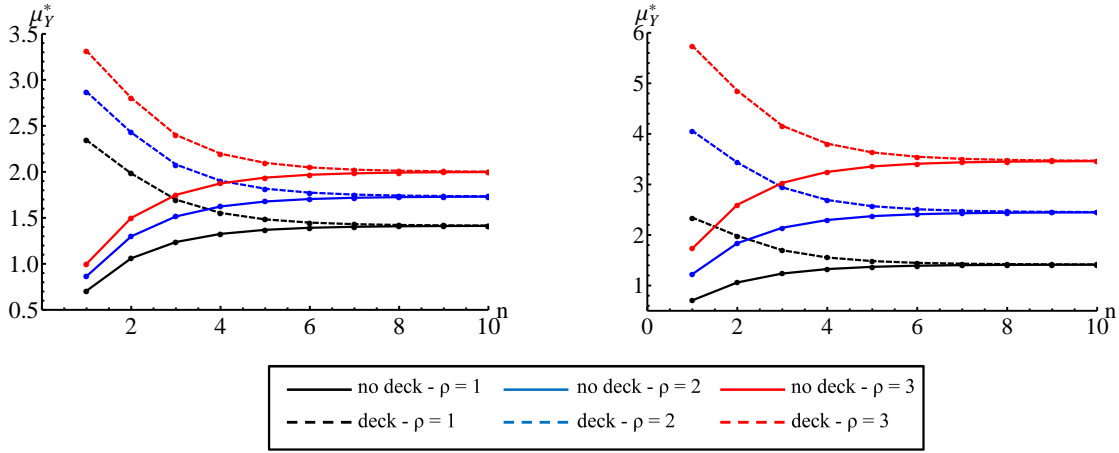 μ*Y
3.5
3.0
2.5
2.0
1.5
1.0
0.5
2 4 6 8 10 n
μ*Y
6
5
4
3
2
1
0 2 4 6 8 10 n
no deck - ρ = 1 no deck - ρ = 2 no deck - ρ = 3
deck - ρ = 1 deck - ρ = 2 deck - ρ = 3